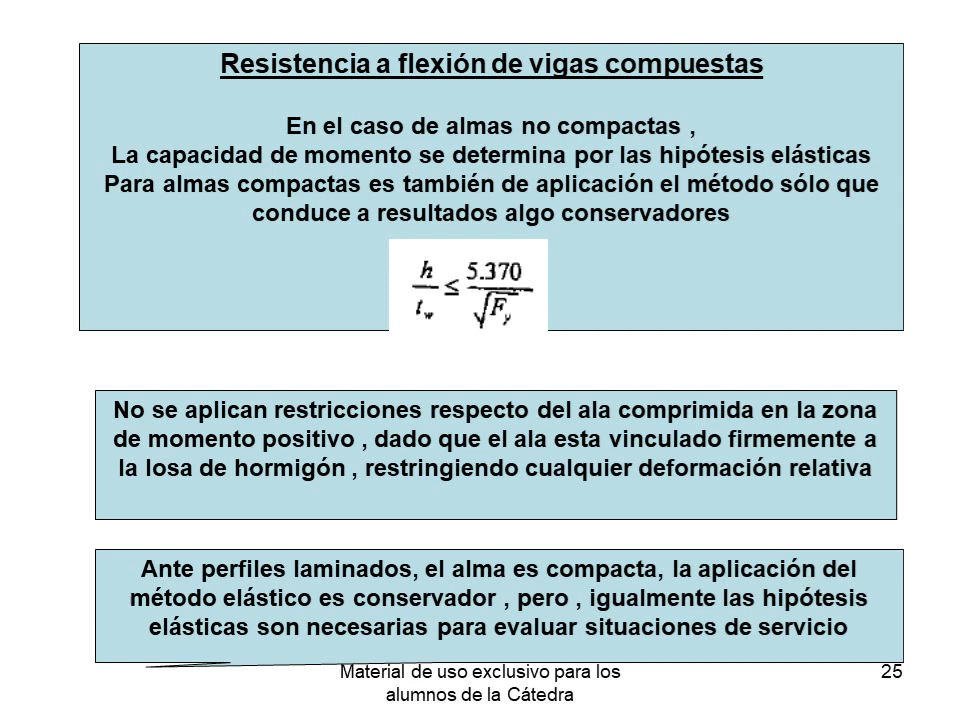 Resistencia a flexión de vigas compuestas
En el caso de almas no compactas ,
La capacidad de momento se determina por las hipótesis elásticas
Para almas compactas es también de aplicación el método sólo que
conduce a resultados algo conservadores
h/t_w ≤ 5.370/√F_y
No se aplican restricciones respecto del ala comprimida en la zona
de momento positivo , dado que el ala esta vinculado firmemente a
la losa de hormigón , restringiendo cualquier deformación relativa
Ante perfiles laminados, el alma es compacta, la aplicación del
método elástico es conservador , pero , igualmente las hipótesis
elásticas son necesarias para evaluar situaciones de servicio
Material de uso exclusivo para los
alumnos de la Cátedra
25